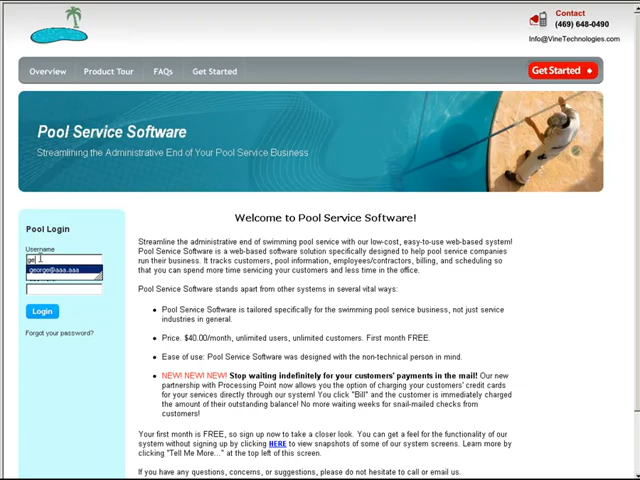 Contact
(469) 648-0490
Info@VineTechnologies.com
Overview Product Tour FAQs Get Started
Get Started
Pool Service Software
Streamlining the Administrative End of Your Pool Service Business
Pool Login
Username
ge
george@aaa.aaa
Login
Forgot your password?
Welcome to Pool Service Software!
Streamline the administrative end of swimming pool service with our low-cost, easy-to-use web-based system!
Pool Service Software is a web-based software solution specifically designed to help pool service companies
run their business. It tracks customers, pool information, employees/contractors, billing, and scheduling so
that you can spend more time servicing your customers and less time in the office.
Pool Service Software stands apart from other systems in several vital ways:
• Pool Service Software is tailored specifically for the swimming pool service business, not just service
industries in general.
• Price. $40.00/month, unlimited users, unlimited customers. First month FREE.
• Ease of use: Pool Service Software was designed with the non-technical person in mind.
• NEW! NEW! NEW! Stop waiting indefinitely for your customers' payments in the mail! Our new
partnership with Processing Point now allows you the option of charging your customers' credit cards
for your services directly through our system! You click "Bill" and the customer is immediately charged
the amount of their outstanding balance! No more waiting weeks for snail-mailed checks from
customers!
Your first month is FREE, so sign up now to take a closer look. You can get a feel for the functionality of our
system without signing up by clicking HERE to view snapshots of some of our system screens. Learn more by
clicking "Tell Me More..." at the top left of this screen.
If you have any questions, concerns, or suggestions, please do not hesitate to call or email us.